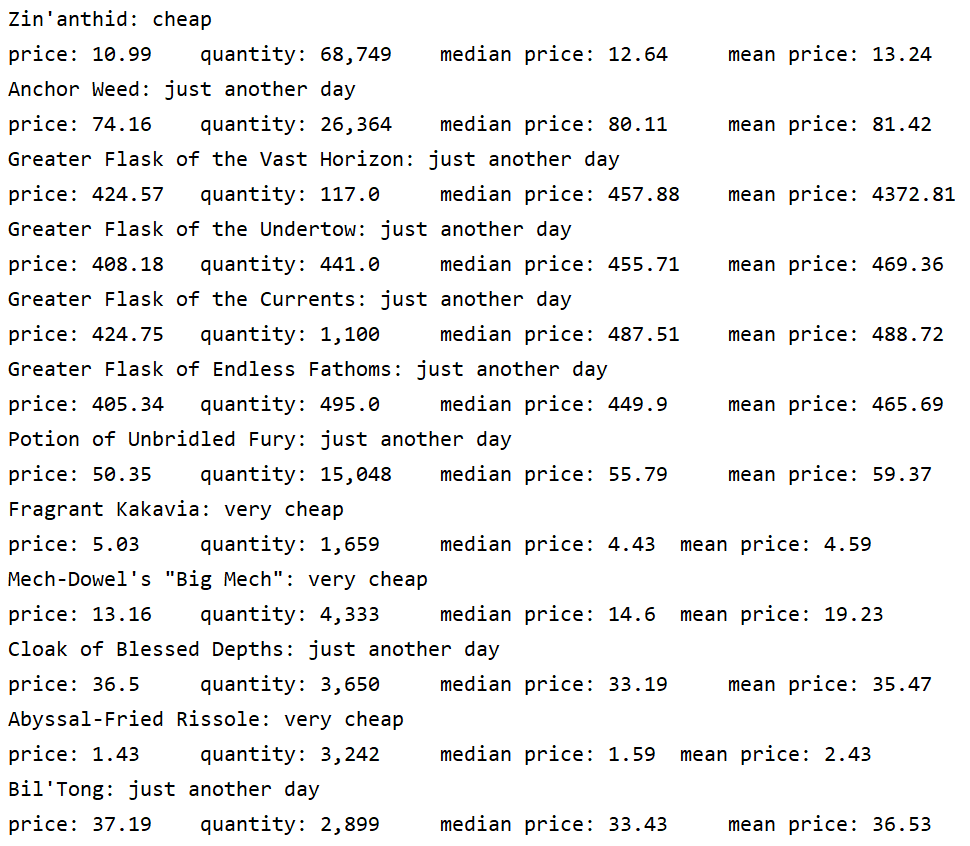 Zin'anthid: cheap
price: 10.99    quantity: 68,749    median price: 12.64     mean price: 13.24
Anchor Weed: just another day
price: 74.16    quantity: 26,364    median price: 80.11     mean price: 81.42
Greater Flask of the Vast Horizon: just another day
price: 424.57   quantity: 117.0     median price: 457.88    mean price: 4372.81
Greater Flask of the Undertow: just another day
price: 408.18   quantity: 441.0     median price: 455.71    mean price: 469.36
Greater Flask of the Currents: just another day
price: 424.75   quantity: 1,100     median price: 487.51    mean price: 488.72
Greater Flask of Endless Fathoms: just another day
price: 405.34   quantity: 495.0     median price: 449.9     mean price: 465.69
Potion of Unbridled Fury: just another day
price: 50.35    quantity: 15,048    median price: 55.79     mean price: 59.37
Fragrant Kakavia: very cheap
price: 5.03     quantity: 1,659     median price: 4.43  mean price: 4.59
Mech-Dowel's "Big Mech": very cheap
price: 13.16    quantity: 4,333     median price: 14.6  mean price: 19.23
Cloak of Blessed Depths: just another day
price: 36.5     quantity: 3,650     median price: 33.19     mean price: 35.47
Abyssal-Fried Rissole: very cheap
price: 1.43     quantity: 3,242     median price: 1.59  mean price: 2.43
Bil'Tong: just another day
price: 37.19    quantity: 2,899     median price: 33.43     mean price: 36.53